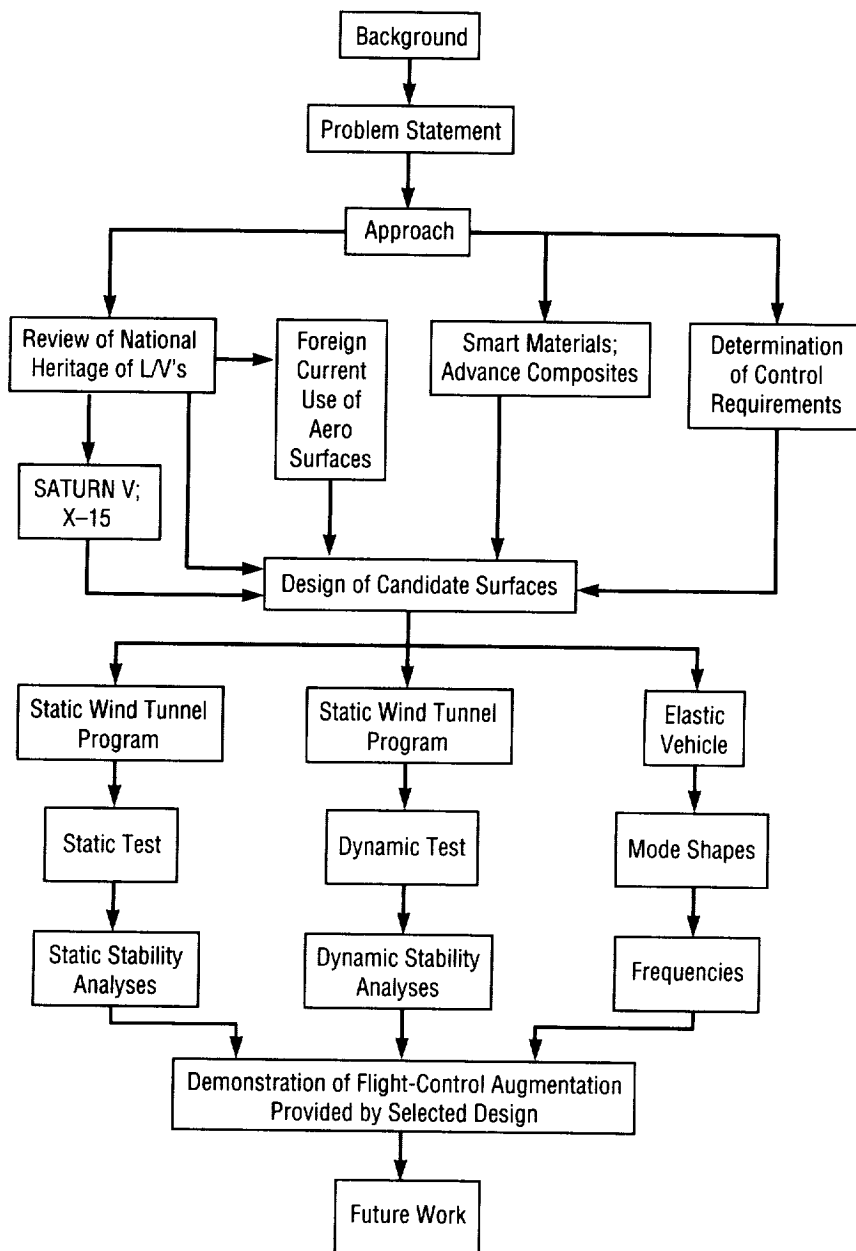 Background
Problem Statement
Approach
Review of National
Heritage of L/V's
Foreign
Current
Use of
Aero
Surfaces
Smart Materials;
Advance Composites
Determination
of Control
Requirements
SATURN V;
X–15
Design of Candidate Surfaces
Static Wind Tunnel
Program
Static Wind Tunnel
Program
Elastic
Vehicle
Static Test
Dynamic Test
Mode Shapes
Static Stability
Analyses
Dynamic Stability
Analyses
Frequencies
Demonstration of Flight-Control Augmentation
Provided by Selected Design
Future Work